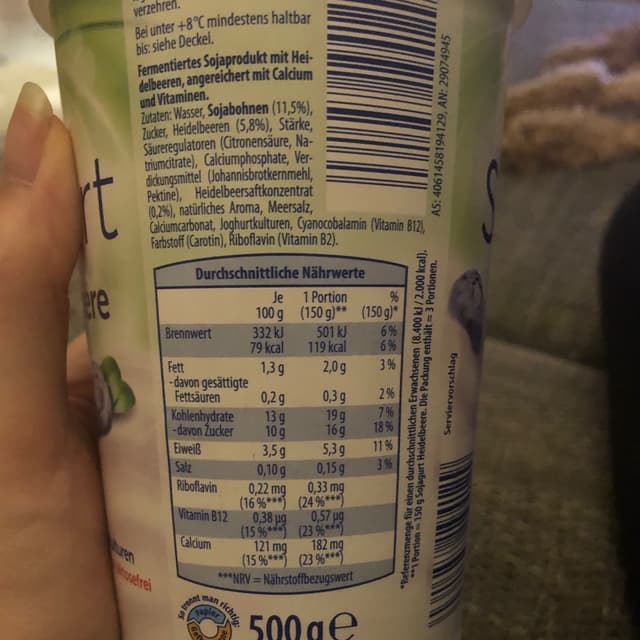 verzehren.
Bei unter +8°C mindestens haltbar
bis: siehe Deckel.
Fermentiertes Sojaprodukt mit Hei-
delbeeren, angereichert mit Calcium
und Vitaminen.
Zutaten: Wasser, Sojabohnen (11,5%),
Zucker, Heidelbeeren (5,8%), Stärke,
Säureregulatoren (Citronensäure, Na-
triumcitrate), Calciumphosphate, Ver-
dickungsmittel (Johannisbrotkernmehl,
Pektine), Heidelbeersaftkonzentrat
(0,2%), natürliches Aroma, Meersalz,
Calciumcarbonat, Joghurtkulturen, Cyanocobalamin (Vitamin B12),
Farbstoff (Carotin), Riboflavin (Vitamin B2).
AS: 4061458194129, AN: 29074945
Durchschnittliche Nährwerte
Je 1 Portion %
100 g (150 g)** (150 g)*
Brennwert 332 kJ 501 kJ 6%
79 kcal 119 kcal 6%
Fett 1,3 g 2,0 g 3%
-davon gesättigte
Fettsäuren 0,2 g 0,3 g 2%
Kohlenhydrate 13 g 19 g 7%
-davon Zucker 10 g 16 g 18%
Eiweiß 3,5 g 5,3 g 11%
Salz 0,10 g 0,15 g 3%
Riboflavin 0,22 mg 0,33 mg
(16%***) (24%***)
Vitamin B12 0,38 µg 0,57 µg
(15%***) (23%***)
Calcium 121 mg 182 mg
(15%***) (23%***)
***NRV = Nährstoffbezugswert
*Referenzmenge für einen durchschnittlichen Erwachsenen (8.400 kJ / 2.000 kcal).
**1 Portion = 150 g Sojagurt Heidelbeere. Die Packung enthält = 3 Portionen.
Serviervorschlag
rt
ere
turen
So trennt man richtig:
Papier
500 g e